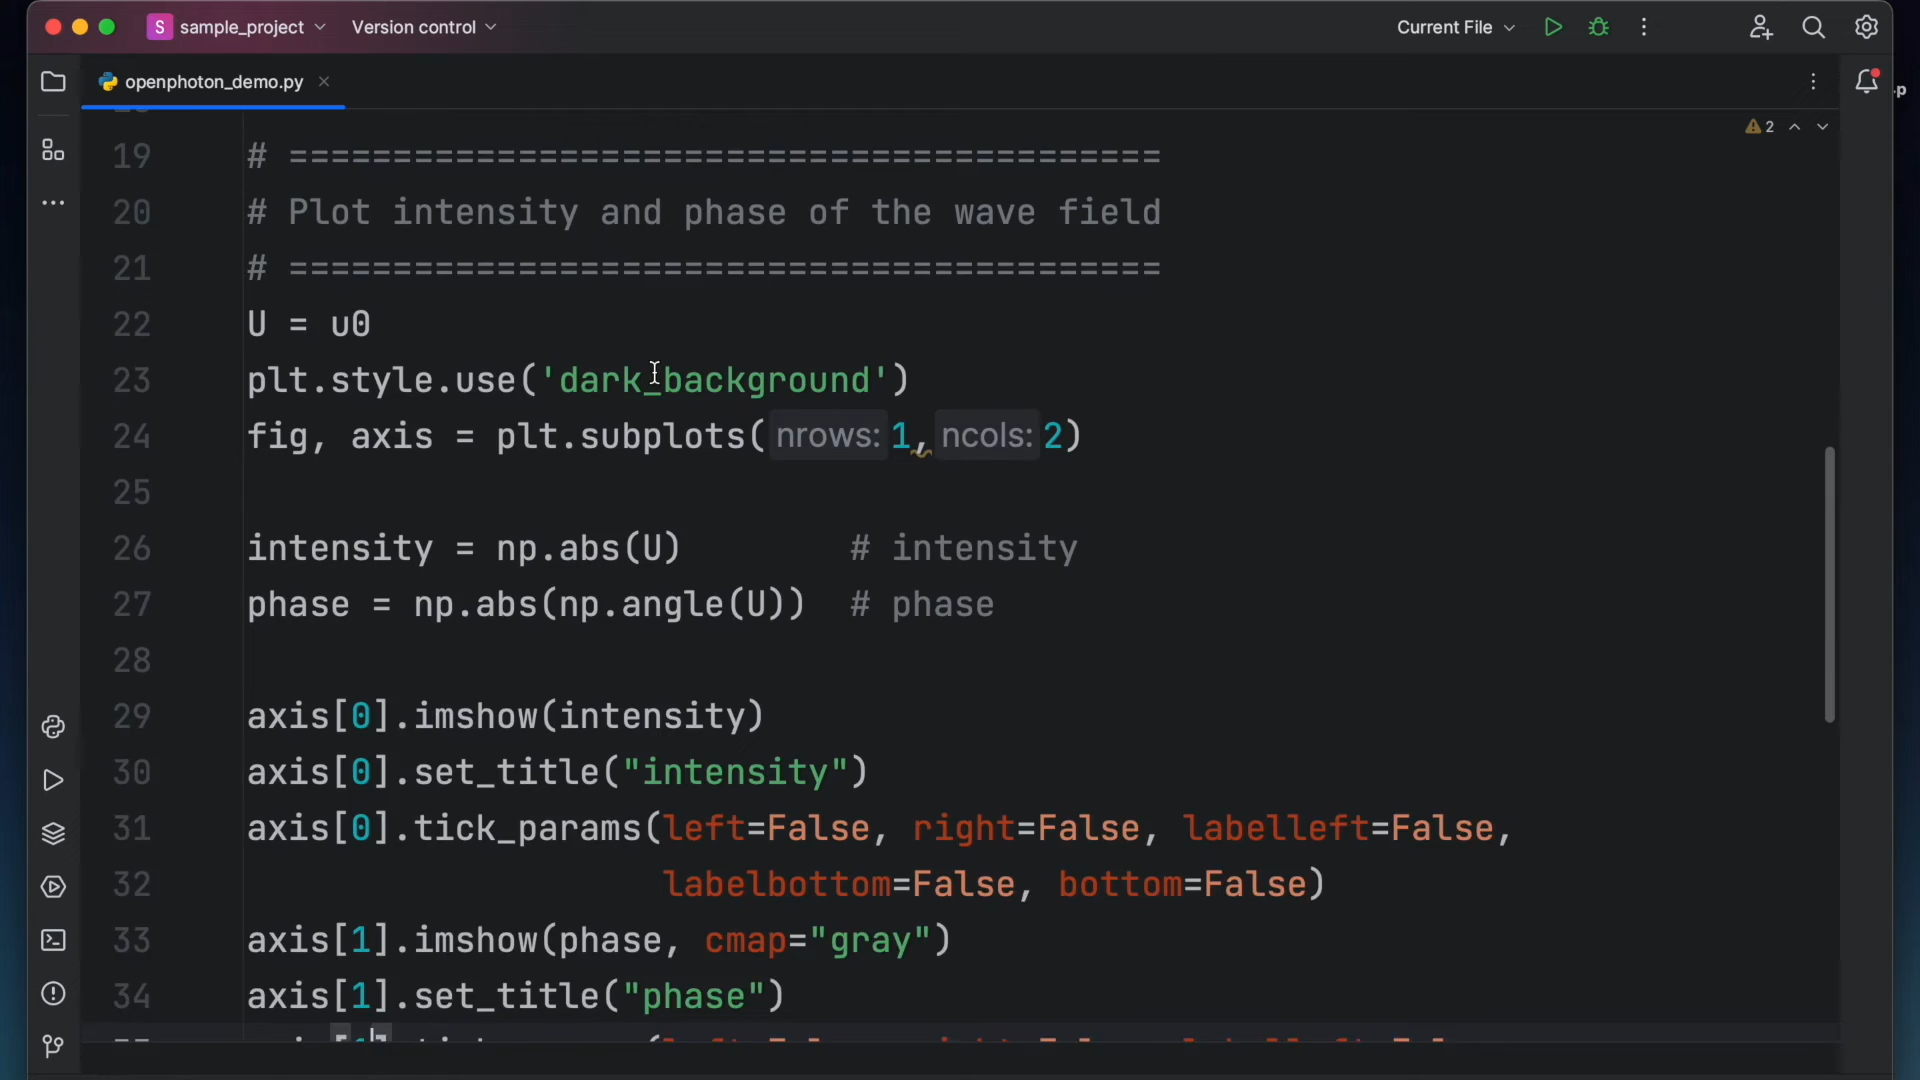 S sample_project Version control Current File
openphoton_demo.py
.p
2
19 # ==========================================
20 # Plot intensity and phase of the wave field
21 # ==========================================
22 U = u0
23 plt.style.use('dark_background')
24 fig, axis = plt.subplots( nrows: 1, ncols: 2)
25
26 intensity = np.abs(U) # intensity
27 phase = np.abs(np.angle(U)) # phase
28
29 axis[0].imshow(intensity)
30 axis[0].set_title("intensity")
31 axis[0].tick_params(left=False, right=False, labelleft=False,
32 labelbottom=False, bottom=False)
33 axis[1].imshow(phase, cmap="gray")
34 axis[1].set_title("phase")